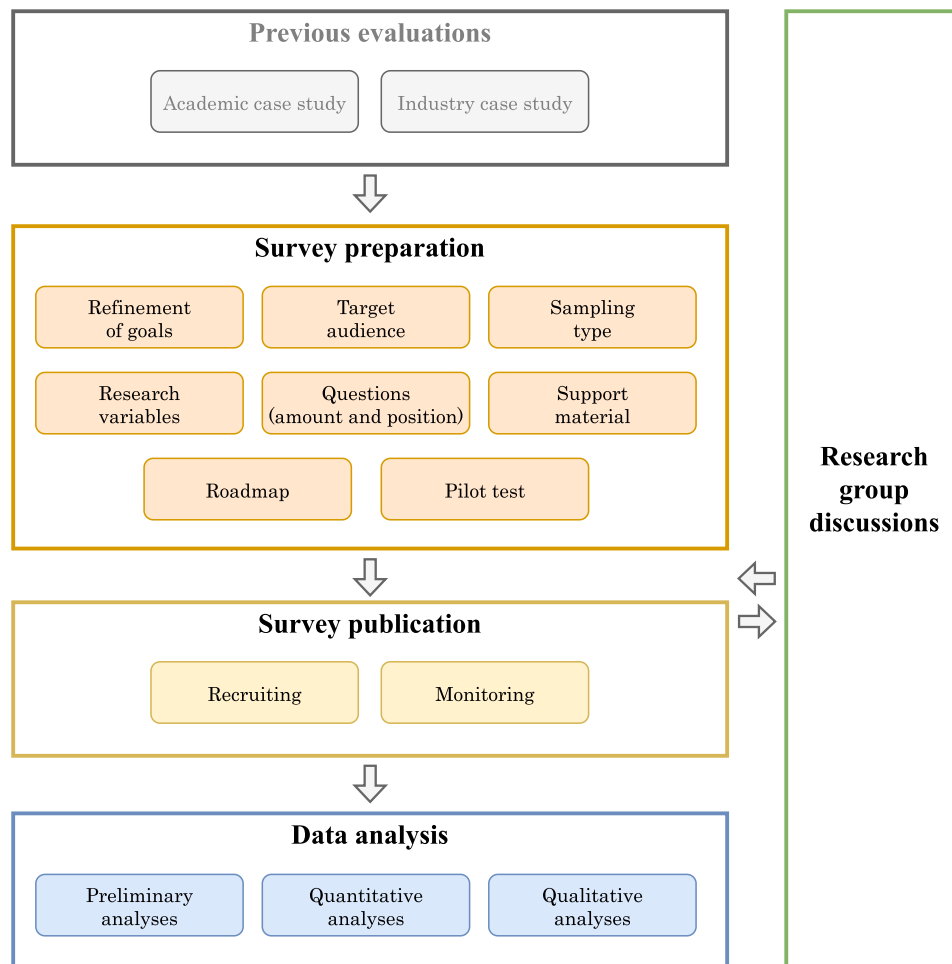 Previous evaluations
Academic case study
Industry case study
Survey preparation
Refinement
of goals
Target
audience
Sampling
type
Research
variables
Questions
(amount and position)
Support
material
Roadmap
Pilot test
Survey publication
Recruiting
Monitoring
Data analysis
Preliminary
analyses
Quantitative
analyses
Qualitative
analyses
Research
group
discussions